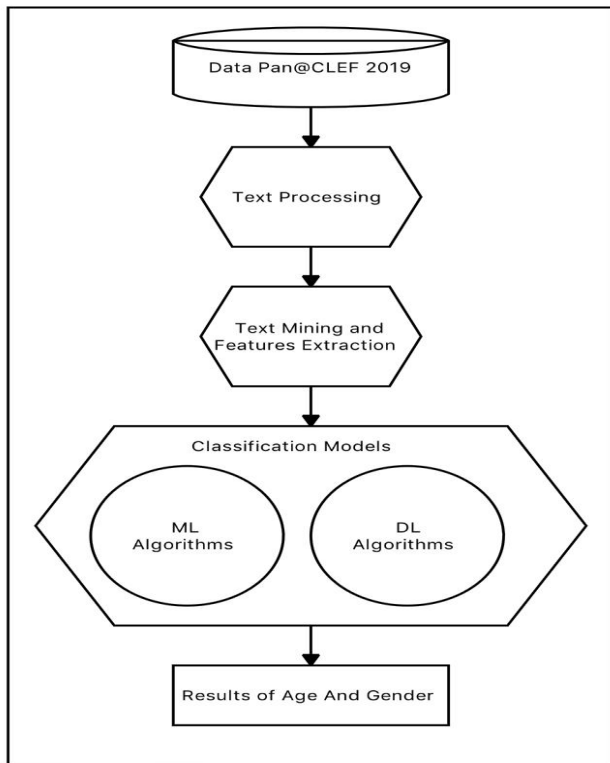 Data Pan@CLEF 2019
Text Processing
Text Mining and
Features Extraction
Classification Models
ML
Algorithms
DL
Algorithms
Results of Age And Gender